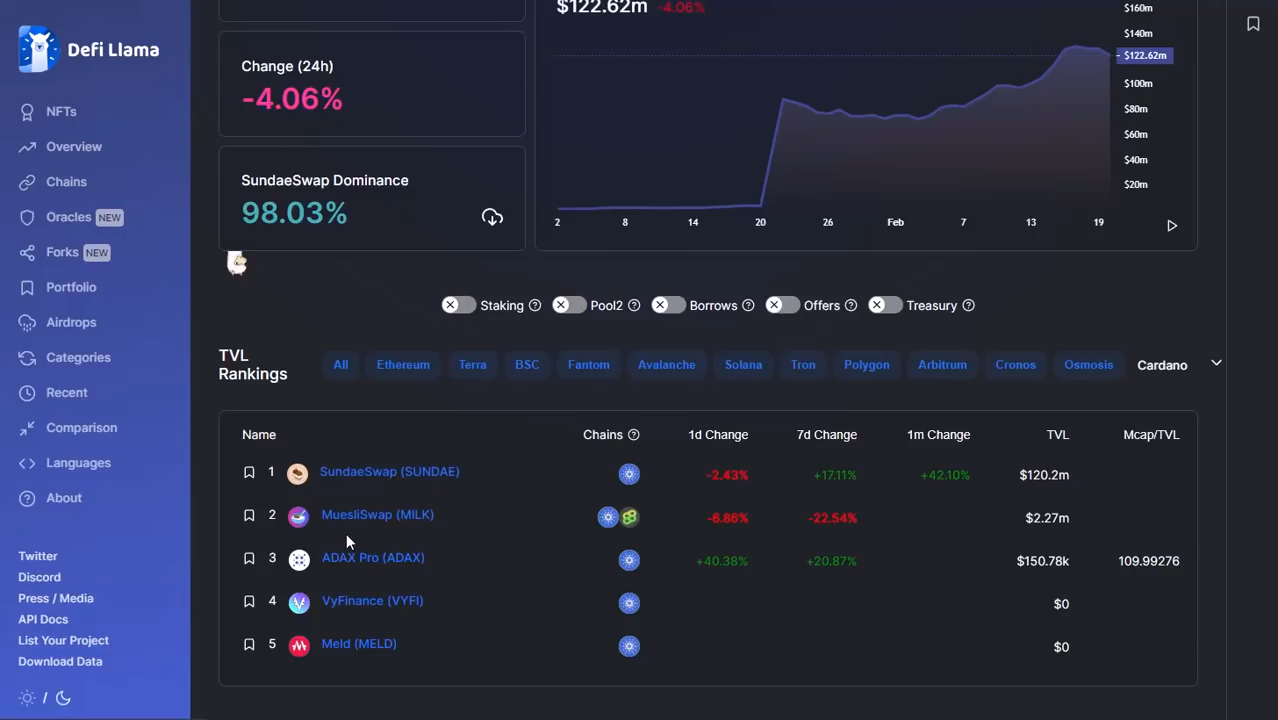 Defi Llama
NFTs
Overview
Chains
Oracles NEW
Forks NEW
Portfolio
Airdrops
Categories
Recent
Comparison
Languages
About
Twitter
Discord
Press / Media
API Docs
List Your Project
Download Data
/
Change (24h)
-4.06%
SundaeSwap Dominance
98.03%
$122.62m -4.06%
$160m
$140m
$122.62m
$100m
$80m
$60m
$40m
$20m
2 8 14 20 26 Feb 7 13 19
Staking Pool2 Borrows Offers Treasury
TVL
Rankings
All Ethereum Terra BSC Fantom Avalanche Solana Tron Polygon Arbitrum Cronos Osmosis Cardano
Name Chains 1d Change 7d Change 1m Change TVL Mcap/TVL
1 SundaeSwap (SUNDAE) -2.43% +17.11% +42.10% $120.2m
2 MuesliSwap (MILK) -6.86% -22.54% $2.27m
3 ADAX Pro (ADAX) +40.38% +20.87% $150.78k 109.99276
4 VyFinance (VYFI) $0
5 Meld (MELD) $0